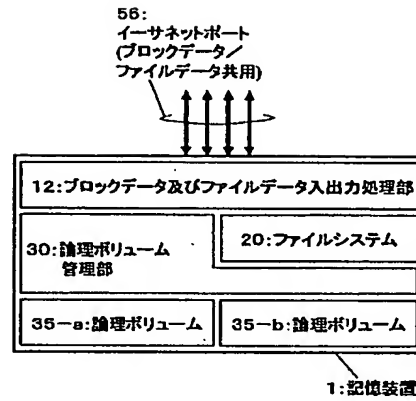 56:
イーサネットポート
(ブロックデータ/
ファイルデータ共用)
12:ブロックデータ及びファイルデータ入出力処理部
30:論理ボリューム
管理部
20:ファイルシステム
35-a:論理ボリューム
35-b:論理ボリューム
1:記憶装置